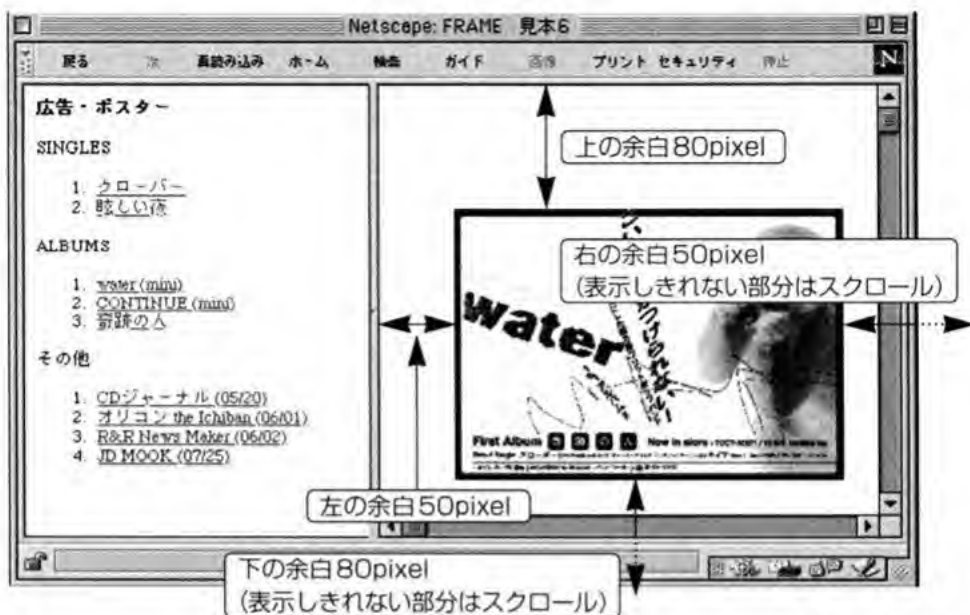 Netscape: FRAME 見本6
戻る 次 再読み込み ホーム 検索 ガイド 画像 プリント セキュリティ 停止
広告・ポスター
SINGLES
1. クローバー
2. 眩しい夜
ALBUMS
1. water (mini)
2. CONTINUE (mini)
3. 奇跡の人
その他
1. CDジャーナル (05/20)
2. オリコン the Ichiban (06/01)
3. R&R News Maker (06/02)
4. JD MOOK (07/25)
上の余白80pixel
右の余白50pixel
(表示しきれない部分はスクロール)
water
First Album Now in store
左の余白50pixel
下の余白80pixel
(表示しきれない部分はスクロール)